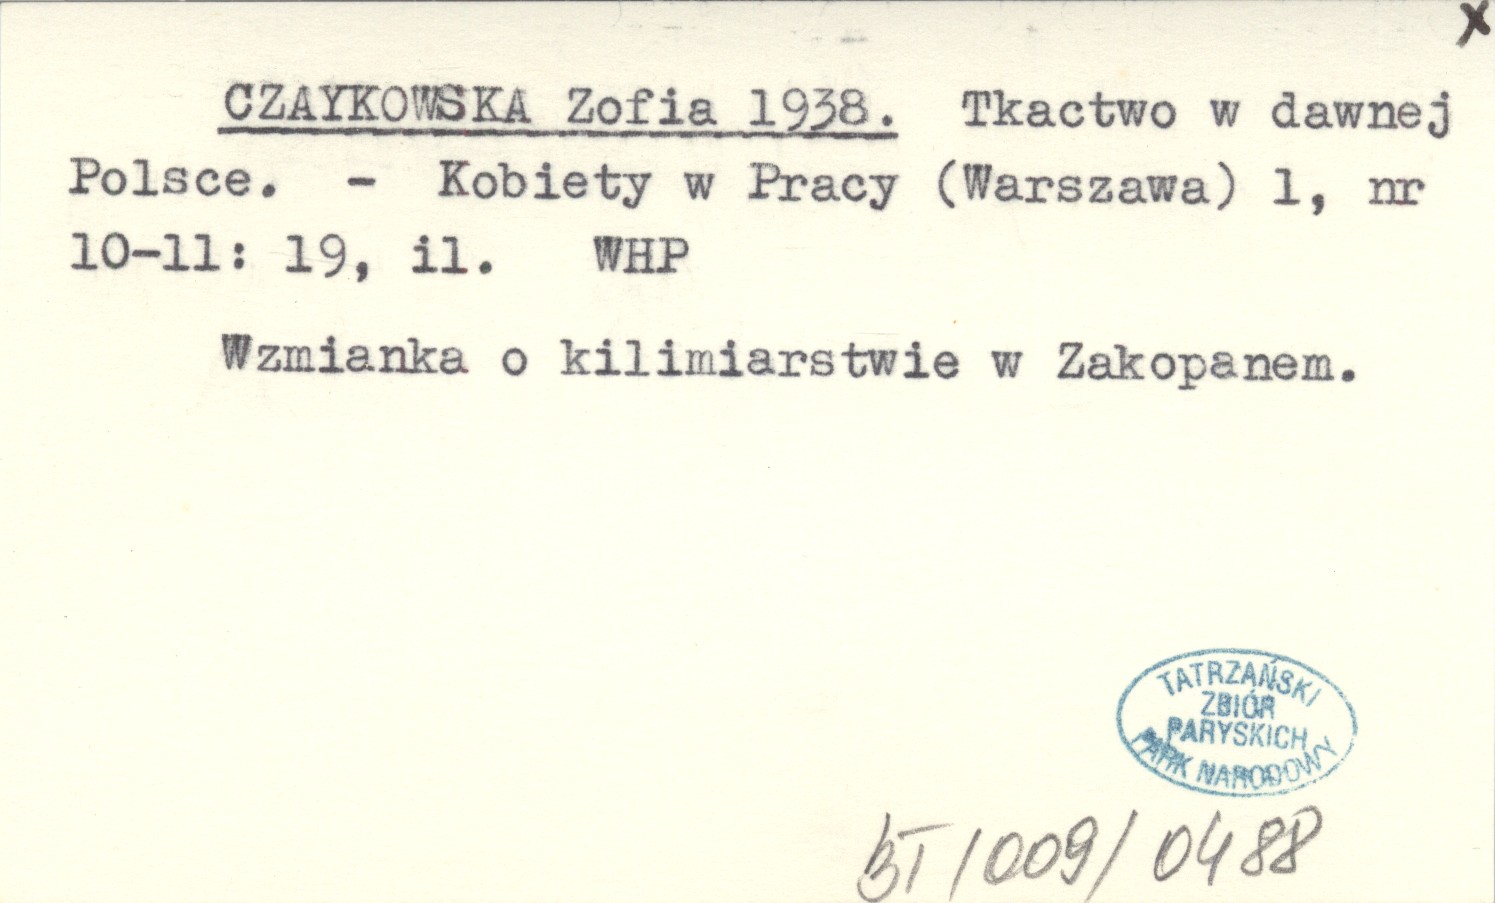 x
CZAYKOWSKA Zofia 1938. Tkactwo w dawnej
Polsce. - Kobiety w Pracy (Warszawa) 1, nr
10-11: 19, il. WHP
Wzmianka o kilimiarstwie w Zakopanem.
TATRZAŃSKI
ZBIÓR
PARYSKICH
PARK NARODOWY
BT/009/0488